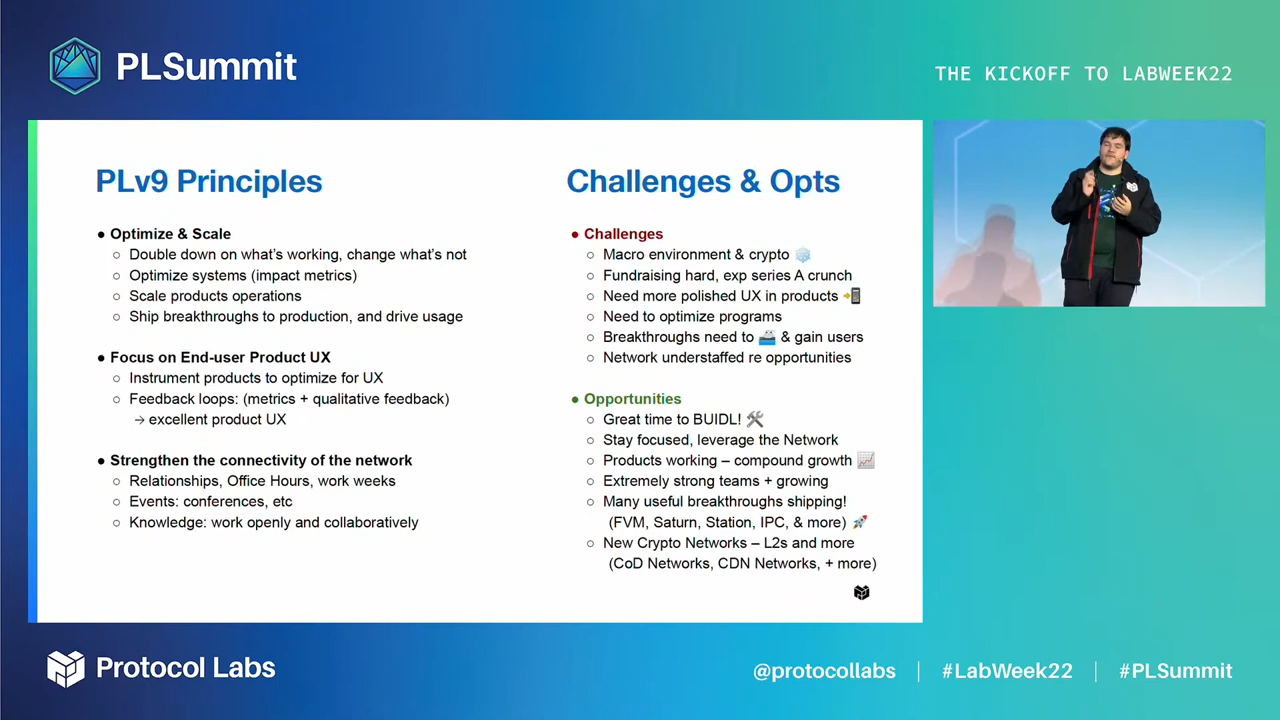 PLSummit
THE KICKOFF TO LABWEEK22
PLv9 Principles
● Optimize & Scale
○ Double down on what's working, change what's not
○ Optimize systems (impact metrics)
○ Scale products operations
○ Ship breakthroughs to production, and drive usage
● Focus on End-user Product UX
○ Instrument products to optimize for UX
○ Feedback loops: (metrics + qualitative feedback)
→ excellent product UX
● Strengthen the connectivity of the network
○ Relationships, Office Hours, work weeks
○ Events: conferences, etc
○ Knowledge: work openly and collaboratively
Challenges & Opts
● Challenges
○ Macro environment & crypto ❄️
○ Fundraising hard, exp series A crunch
○ Need more polished UX in products 📲
○ Need to optimize programs
○ Breakthroughs need to 🚢 & gain users
○ Network understaffed re opportunities
● Opportunities
○ Great time to BUIDL! 🛠️
○ Stay focused, leverage the Network
○ Products working – compound growth 📈
○ Extremely strong teams + growing
○ Many useful breakthroughs shipping!
(FVM, Saturn, Station, IPC, & more) 🚀
○ New Crypto Networks – L2s and more
(CoD Networks, CDN Networks, + more)
Protocol Labs
@protocollabs | #LabWeek22 | #PLSummit